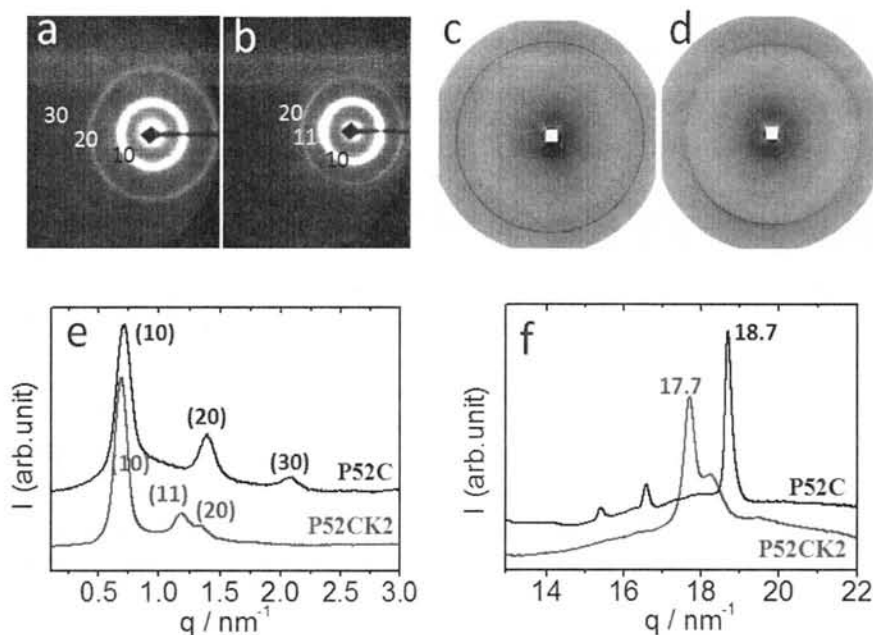 a b c d
30 20 10
20 11 10
e
(10) (20) (30)
P52C
(10) (11) (20)
P52CK2
I (arb.unit)
0.5 1.0 1.5 2.0 2.5 3.0
q / nm⁻¹
f
18.7
17.7
P52C
P52CK2
I (arb.unit)
14 16 18 20 22
q / nm⁻¹